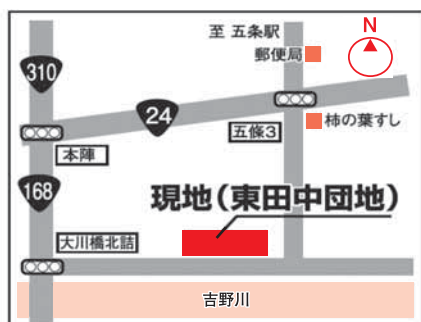 至 五条駅
郵便局
N
310
24
五條3
柿の葉すし
本陣
168
現地(東田中団地)
大川橋北詰
吉野川